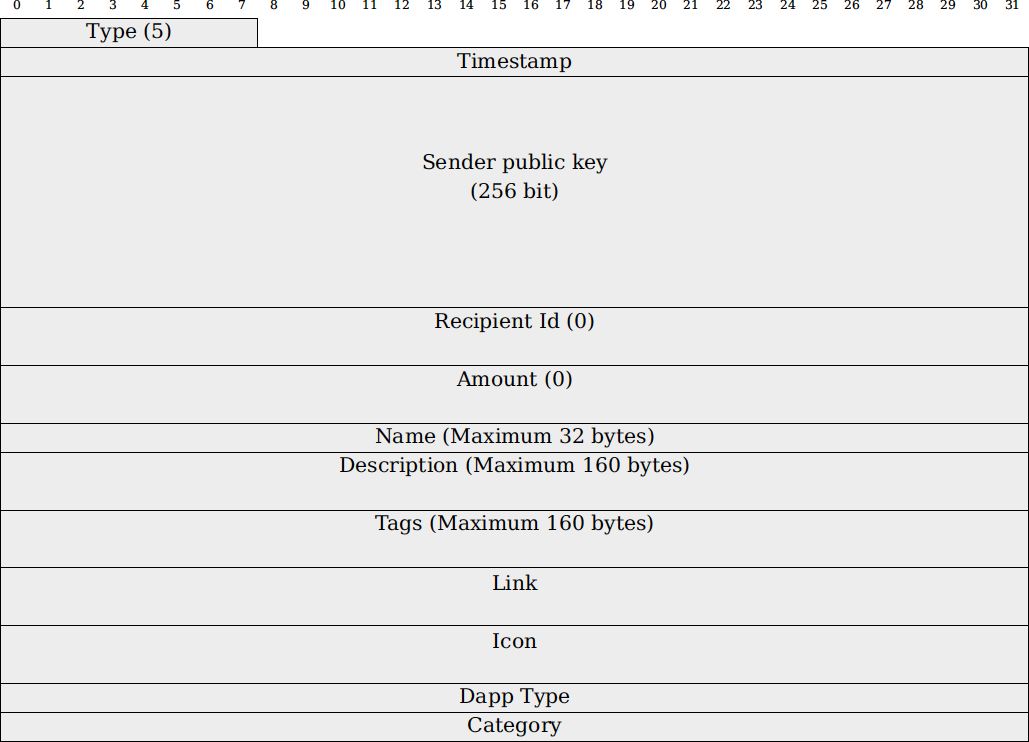 0 1 2 3 4 5 6 7 8 9 10 11 12 13 14 15 16 17 18 19 20 21 22 23 24 25 26 27 28 29 30 31
Type (5)
Timestamp
Sender public key
(256 bit)
Recipient Id (0)
Amount (0)
Name (Maximum 32 bytes)
Description (Maximum 160 bytes)
Tags (Maximum 160 bytes)
Link
Icon
Dapp Type
Category